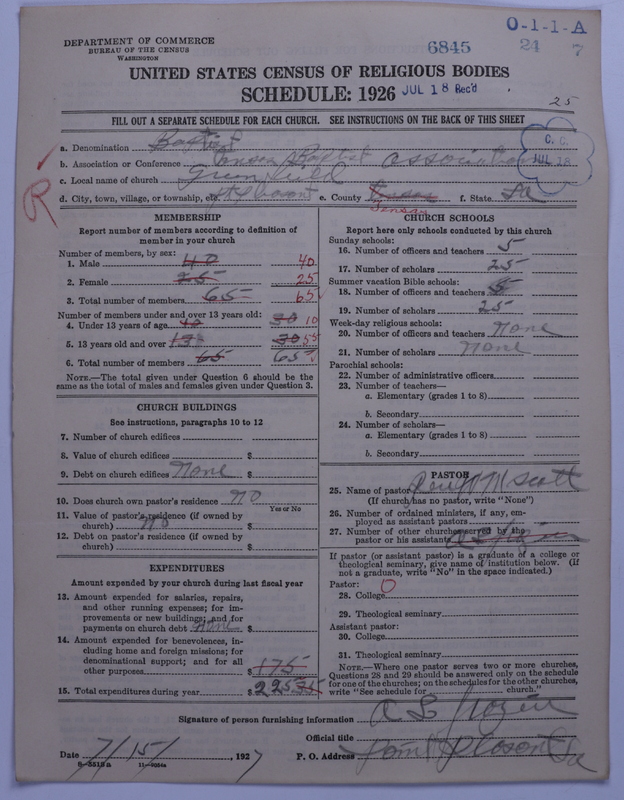 O-1-1-A
DEPARTMENT OF COMMERCE
BUREAU OF THE CENSUS
WASHINGTON
6845
24 7
UNITED STATES CENSUS OF RELIGIOUS BODIES
SCHEDULE: 1926
JUL 18 Rec'd
25
FILL OUT A SEPARATE SCHEDULE FOR EACH CHURCH. SEE INSTRUCTIONS ON THE BACK OF THIS SHEET
a. Denomination Baptist
b. Association or Conference Baptist association
C. C.
JUL 18
c. Local name of church
R
d. City, town, village, or township, etc. e. County f. State
MEMBERSHIP
Report number of members according to definition of member in your church
Number of members, by sex:
1. Male 40 40
2. Female 25 25
3. Total number of members 65 65
Number of members under and over 13 years old:
4. Under 13 years of age 10 30 10
5. 13 years old and over 30 55
6. Total number of members 65 65
NOTE.—The total given under Question 6 should be the same as the total of males and females given under Question 3.
CHURCH BUILDINGS
See instructions, paragraphs 10 to 12
7. Number of church edifices
8. Value of church edifices $
9. Debt on church edifices None $
10. Does church own pastor's residence NO
Yes or No
11. Value of pastor's residence (if owned by church) NO $
12. Debt on pastor's residence (if owned by church) $
EXPENDITURES
Amount expended by your church during last fiscal year
13. Amount expended for salaries, repairs, and other running expenses; for improvements or new buildings; and for payments on church debt None $
14. Amount expended for benevolences, including home and foreign missions; for denominational support; and for all other purposes $ 175
15. Total expenditures during year $ 225
CHURCH SCHOOLS
Report here only schools conducted by this church
Sunday schools:
16. Number of officers and teachers 5
17. Number of scholars 25
Summer vacation Bible schools:
18. Number of officers and teachers 5
19. Number of scholars 25
Week-day religious schools:
20. Number of officers and teachers None
21. Number of scholars None
Parochial schools:
22. Number of administrative officers
23. Number of teachers—
a. Elementary (grades 1 to 8)
b. Secondary
24. Number of scholars—
a. Elementary (grades 1 to 8)
b. Secondary
PASTOR
25. Name of pastor Scott
(If church has no pastor, write "None")
26. Number of ordained ministers, if any, employed as assistant pastors
27. Number of other churches served by the pastor or his assistants
If pastor (or assistant pastor) is a graduate of a college or theological seminary, give name of institution below. (If not a graduate, write "No" in the space indicated.)
Pastor: O
28. College
29. Theological seminary
Assistant pastor:
30. College
31. Theological seminary
NOTE.—Where one pastor serves two or more churches, Questions 28 and 29 should be answered only on the schedule for one of the churches; on the schedules for the other churches, write "See schedule for church."
Signature of person furnishing information
Official title
Date 7/15/, 1927 P. O. Address
8-5513a 11-9054a